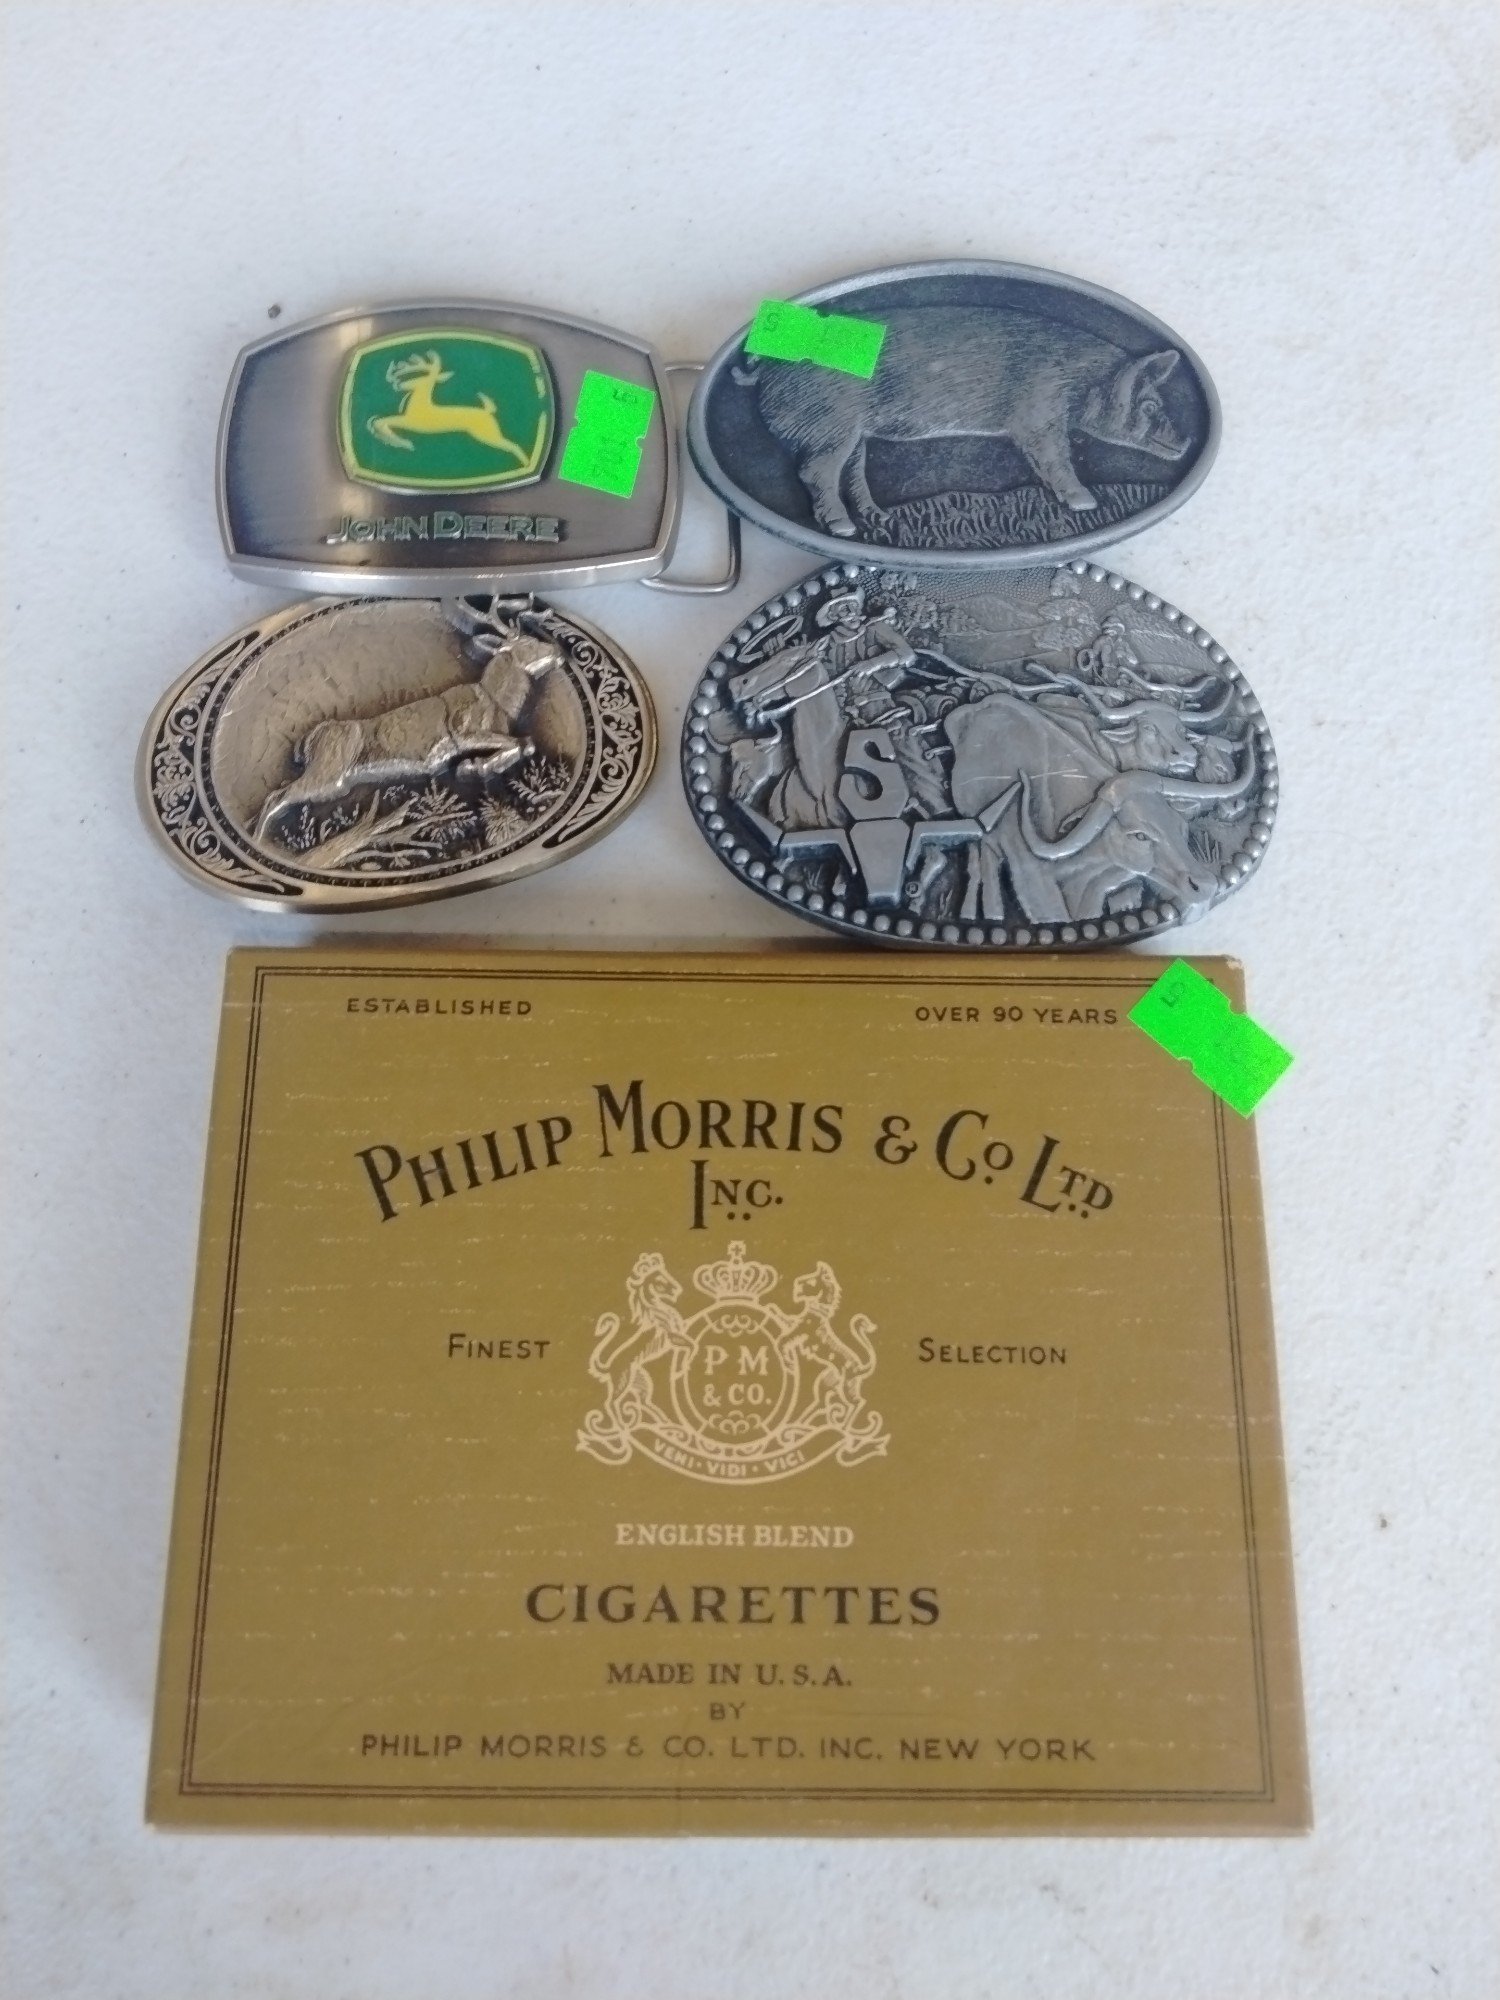 JOHN DEERE
S
®
ESTABLISHED OVER 90 YEARS
PHILIP MORRIS & Co. LTD
INC.
FINEST SELECTION
P M
& CO.
VENI · VIDI · VICI
ENGLISH BLEND
CIGARETTES
MADE IN U.S.A.
BY
PHILIP MORRIS & CO. LTD. INC. NEW YORK